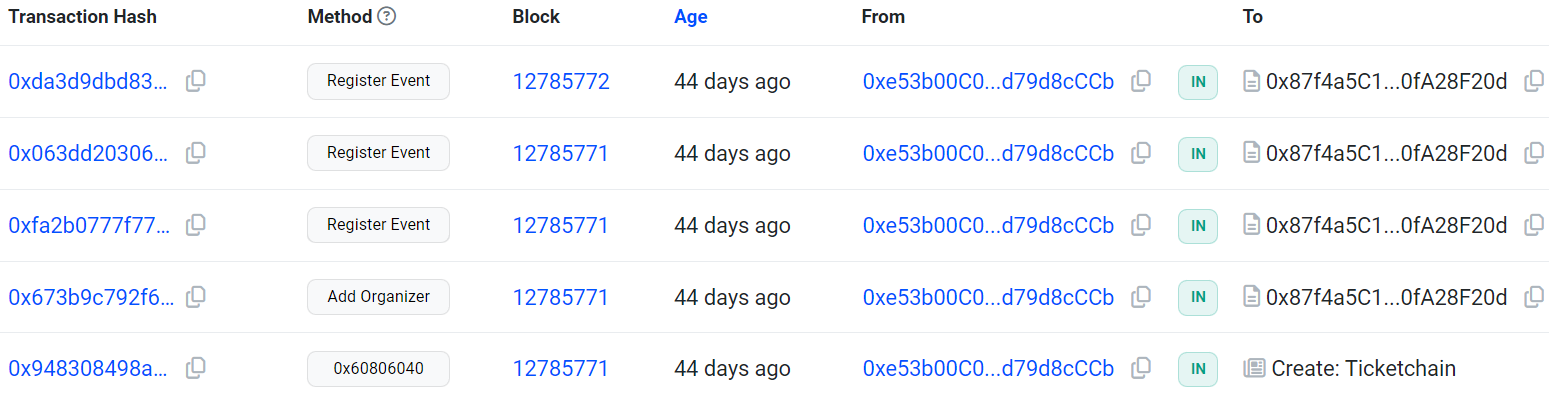 Transaction Hash Method Block Age From To
0xda3d9dbd83... Register Event 12785772 44 days ago 0xe53b00C0...d79d8cCCb IN 0x87f4a5C1...0fA28F20d
0x063dd20306... Register Event 12785771 44 days ago 0xe53b00C0...d79d8cCCb IN 0x87f4a5C1...0fA28F20d
0xfa2b0777f77... Register Event 12785771 44 days ago 0xe53b00C0...d79d8cCCb IN 0x87f4a5C1...0fA28F20d
0x673b9c792f6... Add Organizer 12785771 44 days ago 0xe53b00C0...d79d8cCCb IN 0x87f4a5C1...0fA28F20d
0x948308498a... 0x60806040 12785771 44 days ago 0xe53b00C0...d79d8cCCb IN Create: Ticketchain